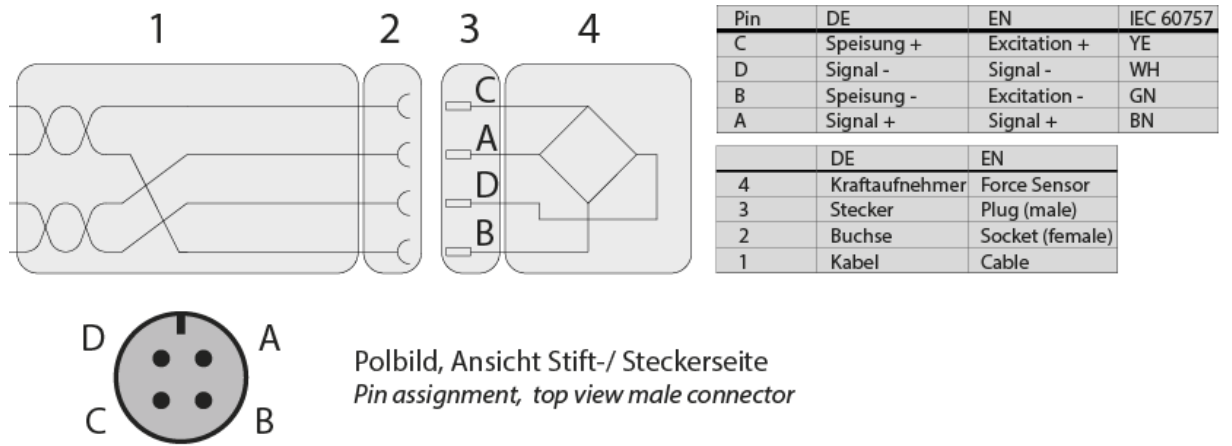 1 2 3 4
C
A
D
B
Pin DE EN IEC 60757
C Speisung + Excitation + YE
D Signal - Signal - WH
B Speisung - Excitation - GN
A Signal + Signal + BN
DE EN
4 Kraftaufnehmer Force Sensor
3 Stecker Plug (male)
2 Buchse Socket (female)
1 Kabel Cable
D A
C B
Polbild, Ansicht Stift-/ Steckerseite
Pin assignment, top view male connector